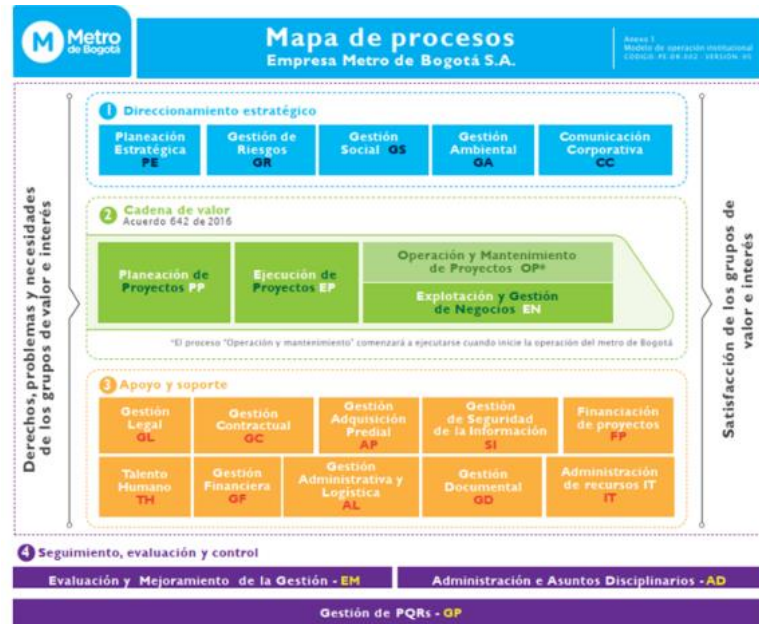 Metro
de Bogotá
Mapa de procesos
Empresa Metro de Bogotá S.A.
Anexo 1
Modelo de operación institucional
Derechos, problemas y necesidades
de los grupos de valor e interés
1 Direccionamiento estratégico
Planeación
Estratégica
PE
Gestión de
Riesgos
GR
Gestión
Social GS
Gestión
Ambiental
GA
Comunicación
Corporativa
CC
2 Cadena de valor
Acuerdo 642 de 2016
Planeación de
Proyectos PP
Ejecución de
Proyectos EP
Operación y Mantenimiento
de Proyectos OP*
Explotación y Gestión
de Negocios EN
*El proceso "Operación y mantenimiento" comenzará a ejecutarse cuando inicie la operación del metro de Bogotá
3 Apoyo y soporte
Gestión
Legal
GL
Gestión
Contractual
GC
Gestión
Adquisición
Predial
AP
Gestión
de Seguridad
de la Información
SI
Financiación
de proyectos
FP
Talento
Humano
TH
Gestión
Financiera
GF
Gestión
Administrativa y
Logística
AL
Gestión
Documental
GD
Administración
de recursos IT
IT
Satisfacción de los grupos de
valor e interés
4 Seguimiento, evaluación y control
Evaluación y Mejoramiento de la Gestión - EM
Administración e Asuntos Disciplinarios - AD
Gestión de PQRs - GP